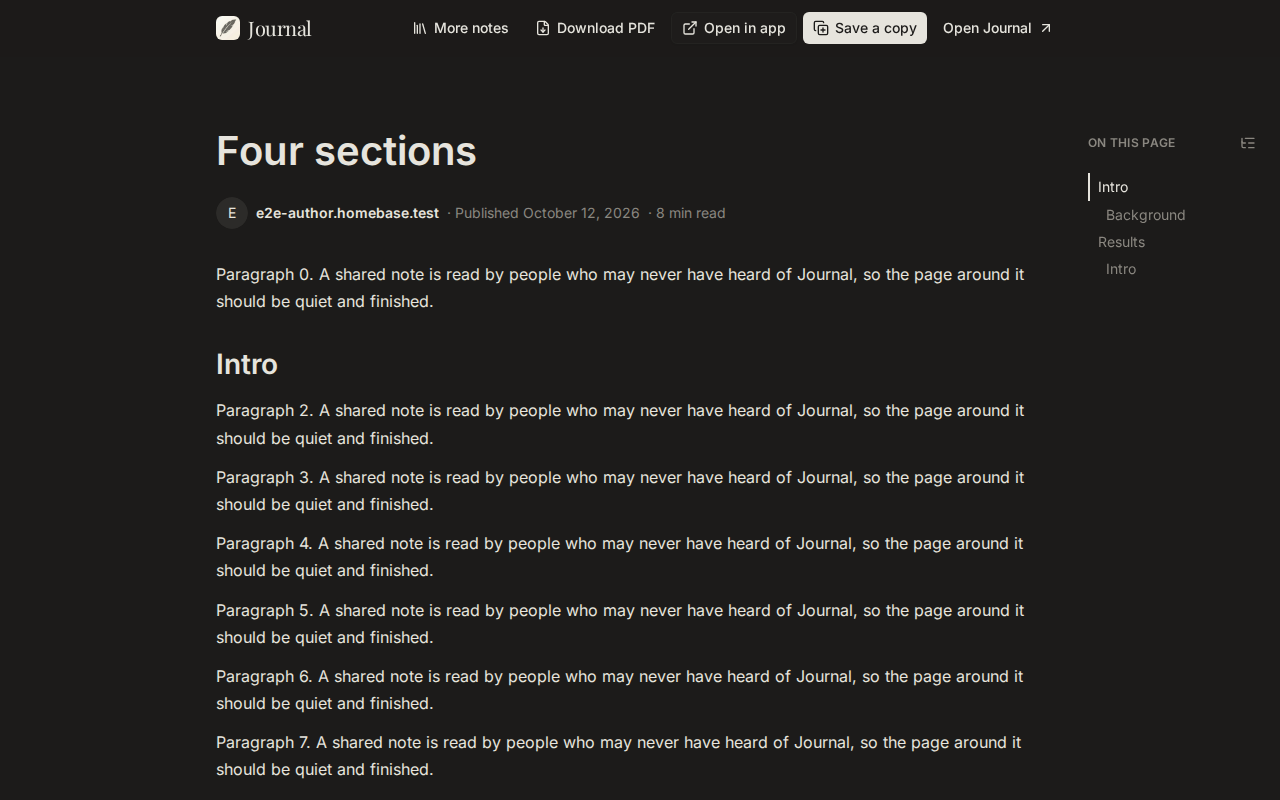 Journal
More notes
Download PDF
Open in app
Save a copy
Open Journal
Four sections
E
e2e-author.homebase.test · Published October 12, 2026 · 8 min read
Paragraph 0. A shared note is read by people who may never have heard of Journal, so the page around it
should be quiet and finished.
Intro
Paragraph 2. A shared note is read by people who may never have heard of Journal, so the page around it
should be quiet and finished.
Paragraph 3. A shared note is read by people who may never have heard of Journal, so the page around it
should be quiet and finished.
Paragraph 4. A shared note is read by people who may never have heard of Journal, so the page around it
should be quiet and finished.
Paragraph 5. A shared note is read by people who may never have heard of Journal, so the page around it
should be quiet and finished.
Paragraph 6. A shared note is read by people who may never have heard of Journal, so the page around it
should be quiet and finished.
Paragraph 7. A shared note is read by people who may never have heard of Journal, so the page around it
should be quiet and finished.
ON THIS PAGE
Intro
Background
Results
Intro